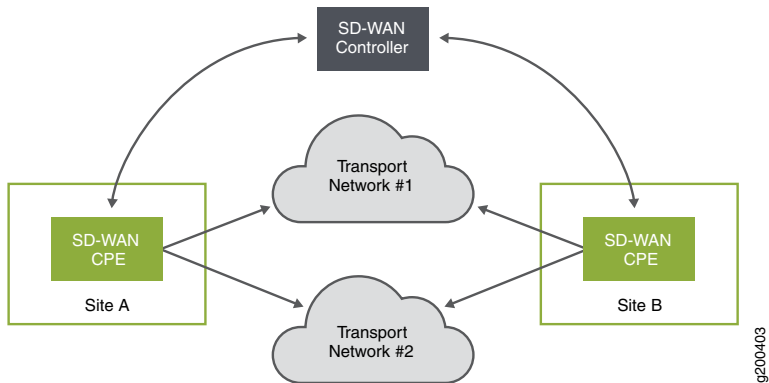 SD-WAN
Controller
Transport
Network #1
SD-WAN
CPE
Site A
SD-WAN
CPE
Site B
Transport
Network #2
g200403